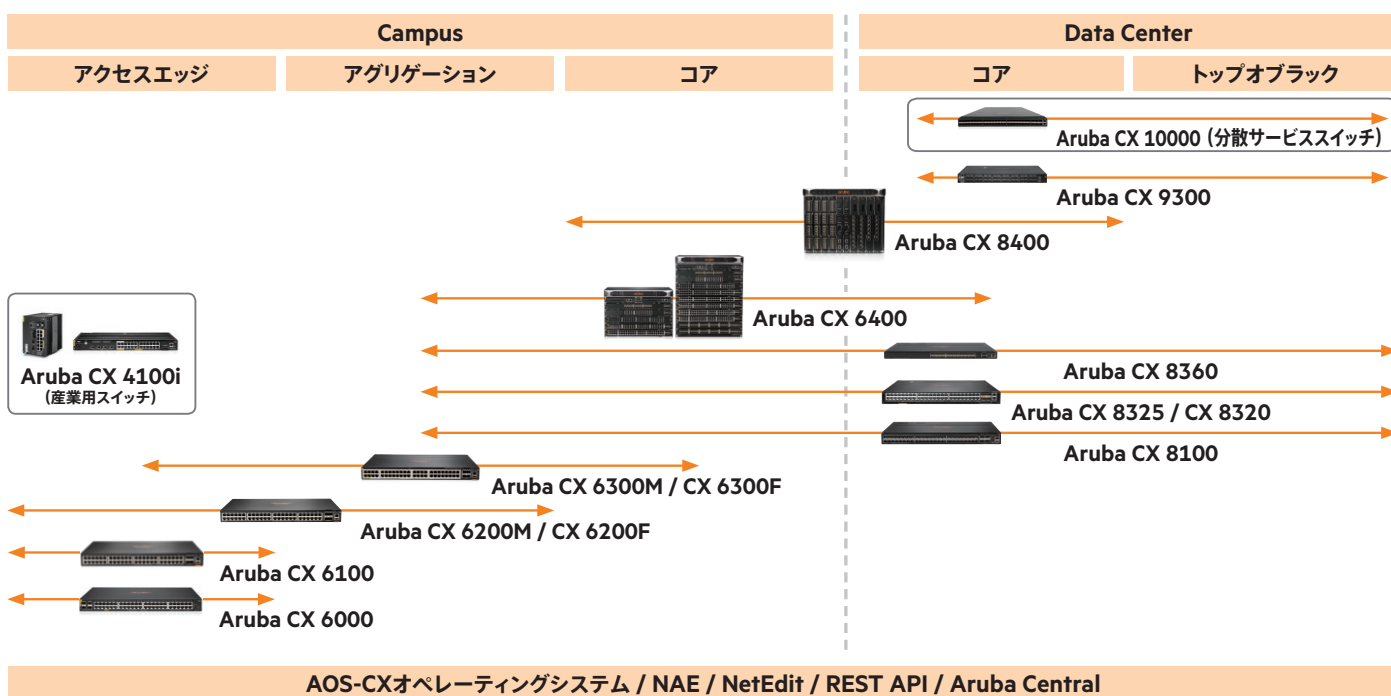 Campus
Data Center
アクセスエッジ
アグリゲーション
コア
コア
トップオブラック
Aruba CX 10000（分散サービススイッチ）
Aruba CX 9300
Aruba CX 8400
Aruba CX 6400
Aruba CX 4100i
（産業用スイッチ）
Aruba CX 8360
Aruba CX 8325 / CX 8320
Aruba CX 8100
Aruba CX 6300M / CX 6300F
Aruba CX 6200M / CX 6200F
Aruba CX 6100
Aruba CX 6000
AOS-CXオペレーティングシステム / NAE / NetEdit / REST API / Aruba Central